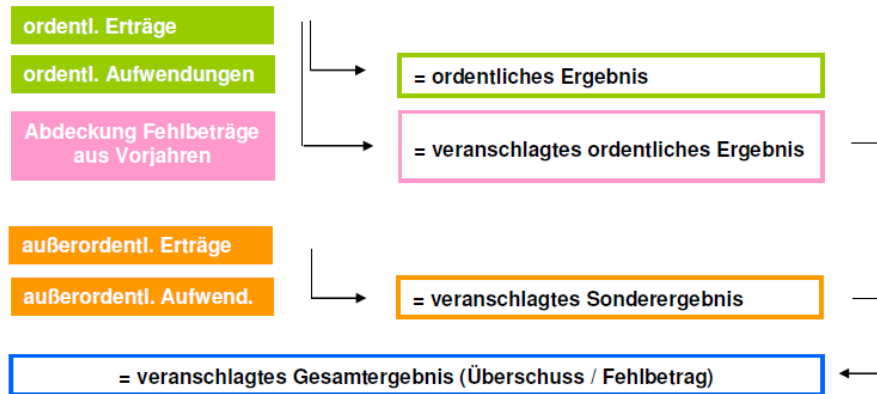 ordentl. Erträge
ordentl. Aufwendungen
= ordentliches Ergebnis
Abdeckung Fehlbeträge
aus Vorjahren
= veranschlagtes ordentliches Ergebnis
außerordentl. Erträge
außerordentl. Aufwend.
= veranschlagtes Sonderergebnis
= veranschlagtes Gesamtergebnis (Überschuss / Fehlbetrag)